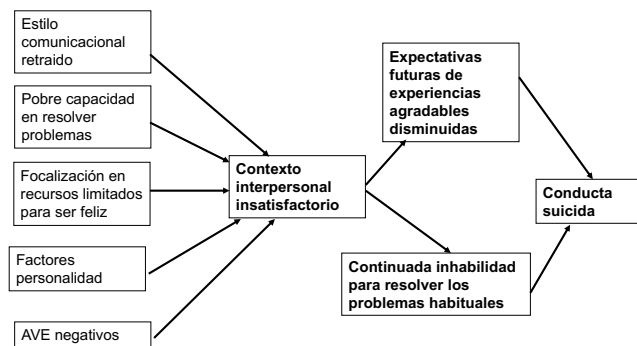 Estilo
comunicacional
retraido
Pobre capacidad
en resolver
problemas
Focalización en
recursos limitados
para ser feliz
Factores
personalidad
AVE negativos
Contexto
interpersonal
insatisfactorio
Expectativas
futuras de
experiencias
agradables
disminuidas
Continuada inhabilidad
para resolver los
problemas habituales
Conducta
suicida